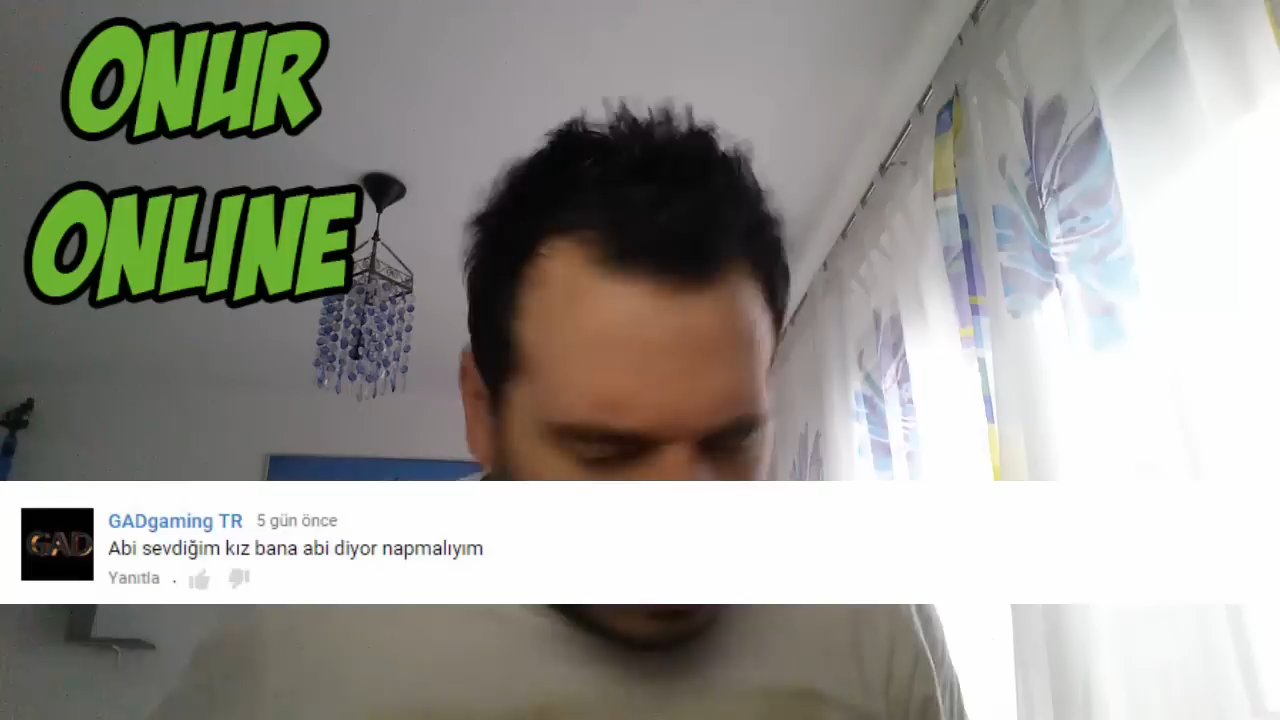 ONUR
ONLINE
GAD
GADgaming TR 5 gün önce
Abi sevdiğim kız bana abi diyor napmalıyım
Yanıtla .